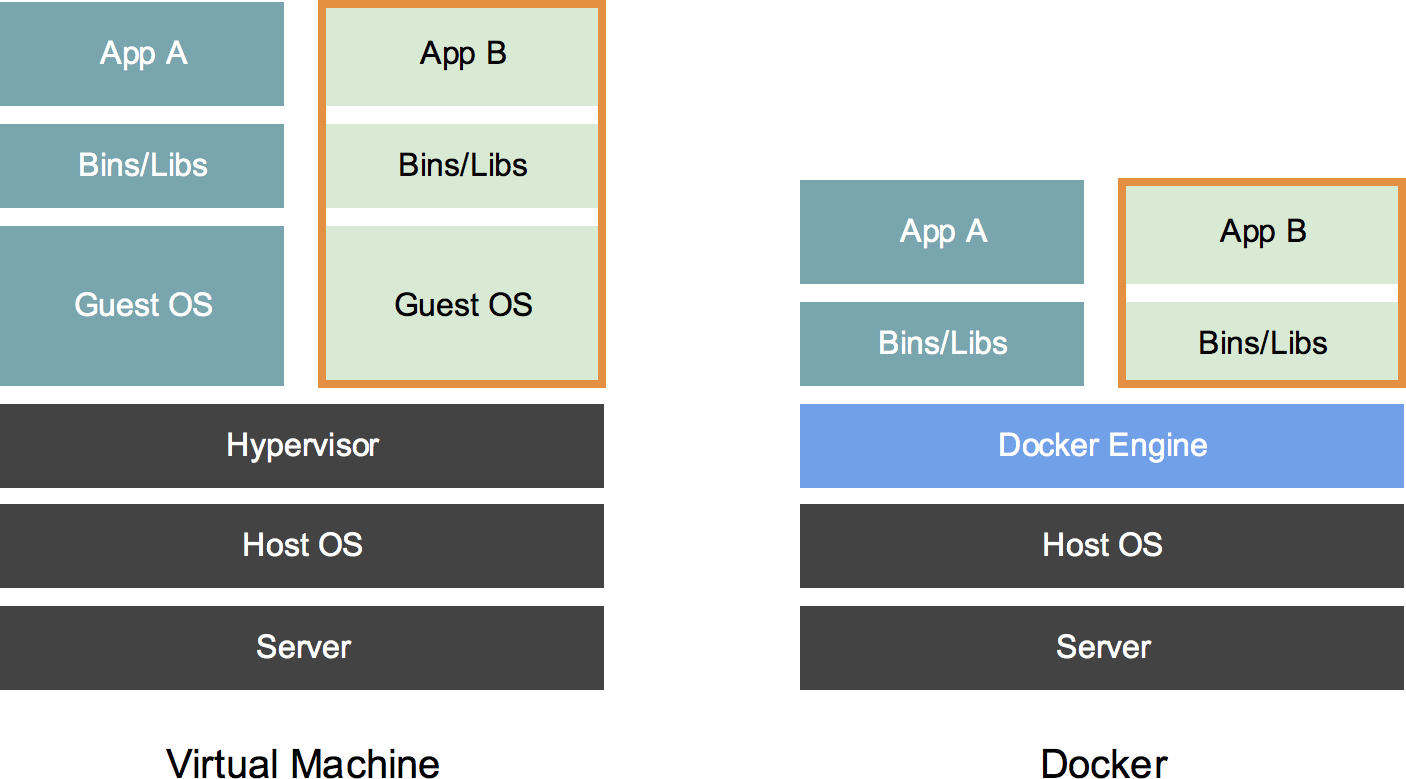 App A
App B
Bins/Libs
Bins/Libs
Guest OS
Guest OS
Hypervisor
Host OS
Server
Virtual Machine
App A
App B
Bins/Libs
Bins/Libs
Docker Engine
Host OS
Server
Docker